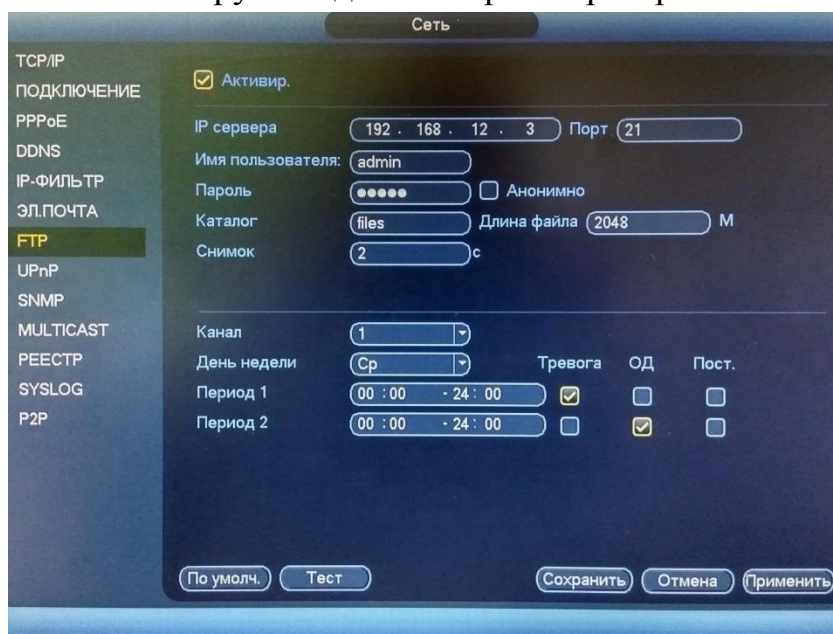 Сеть
TCP/IP
ПОДКЛЮЧЕНИЕ
PPPoE
DDNS
IP-ФИЛЬТР
ЭЛ.ПОЧТА
FTP
UPnP
SNMP
MULTICAST
РЕЕСТР
SYSLOG
P2P
Активир.
IP сервера 192 . 168 . 12 . 3 Порт 21
Имя пользователя: admin
Пароль ●●●●● Анонимно
Каталог files Длина файла 2048 М
Снимок 2 с
Канал 1
День недели Ср Тревога ОД Пост.
Период 1 00 : 00 - 24 : 00
Период 2 00 : 00 - 24 : 00
По умолч. Тест Сохранить Отмена Применить